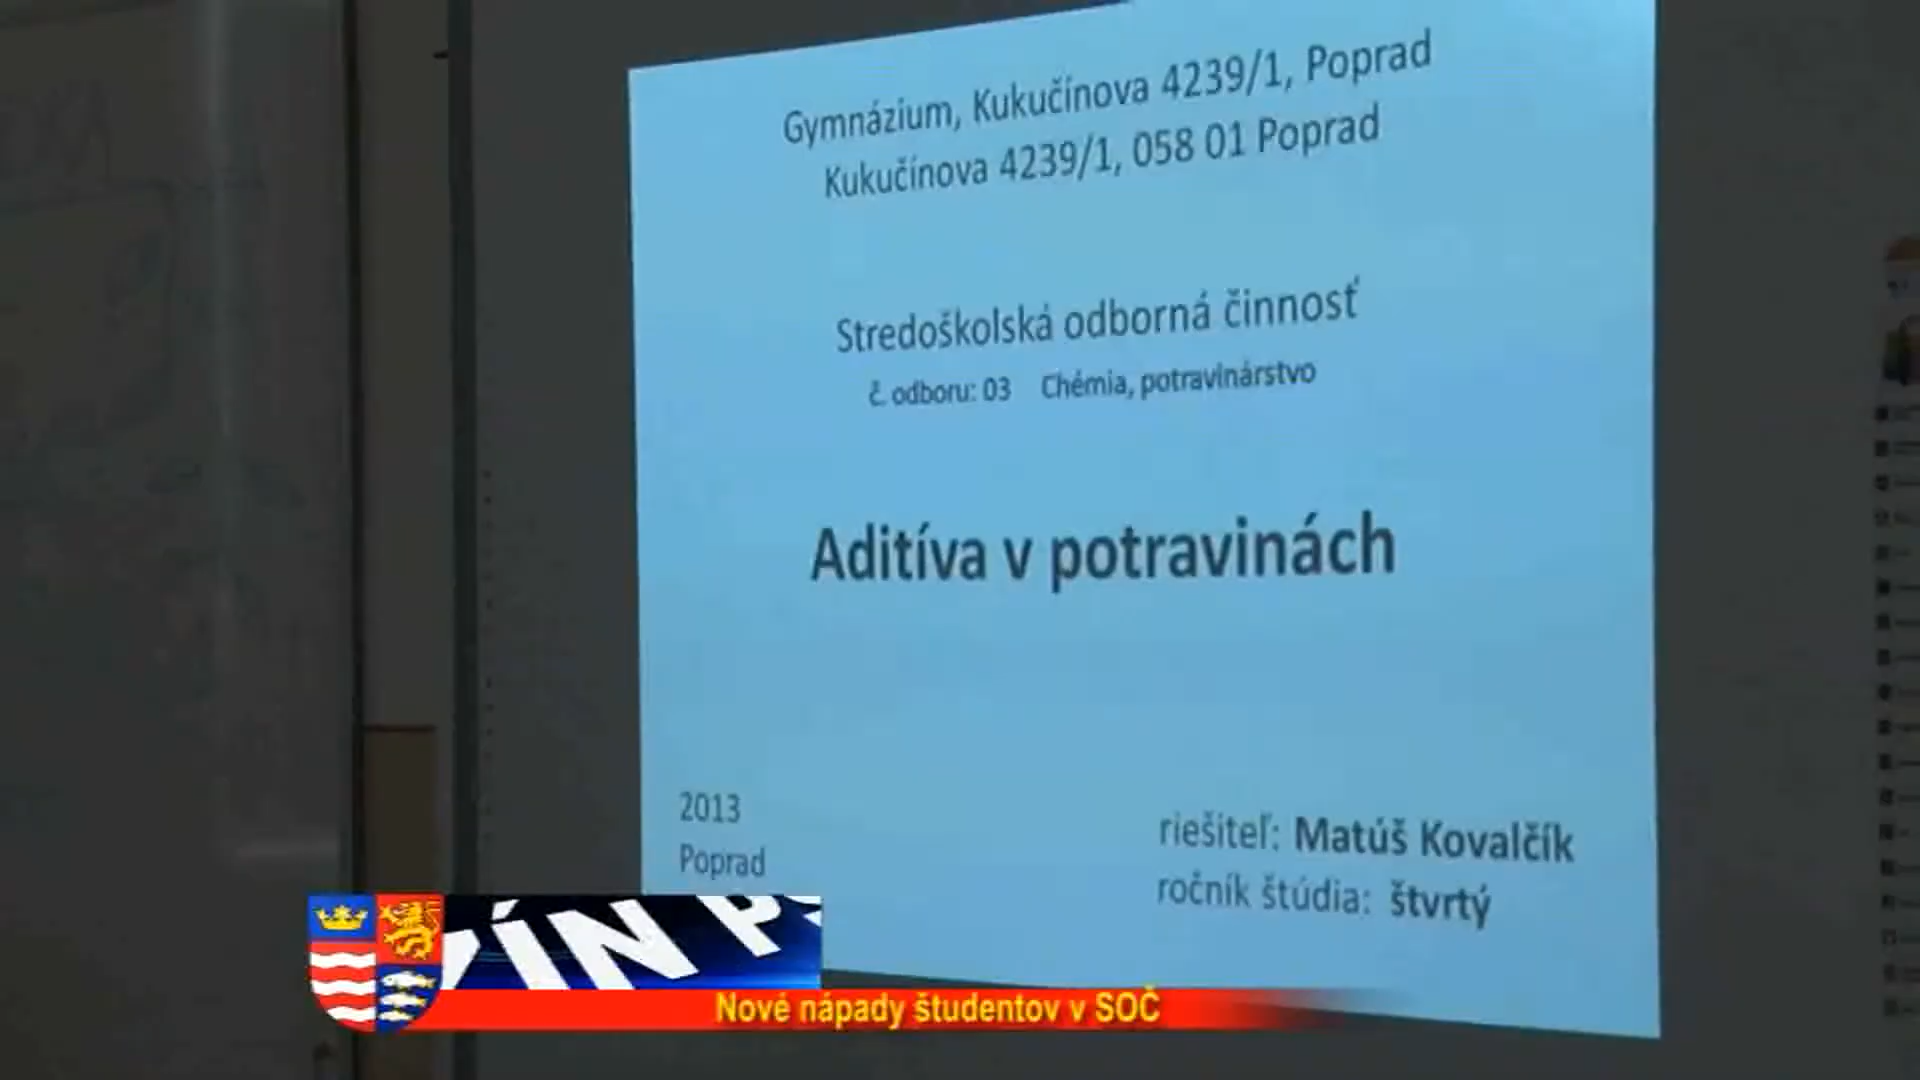 Gymnázium, Kukučínova 4239/1, Poprad
Kukučínova 4239/1, 058 01 Poprad
Stredoškolská odborná činnosť
č. odboru: 03 Chémia, potravinárstvo
Aditíva v potravinách
2013
Poprad
riešiteľ: Matúš Kovalčík
ročník štúdia: štvrtý
ZÍN P
Nové nápady študentov v SOČ